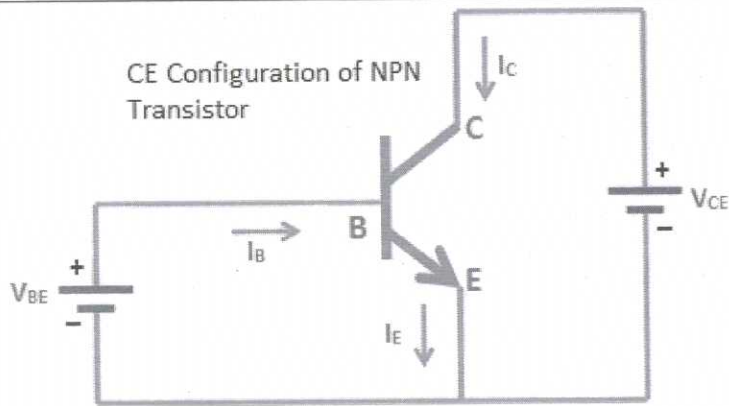 CE Configuration of NPN
Transistor
IC
C
+
VCE
−
B
IB
+
VBE
−
E
IE